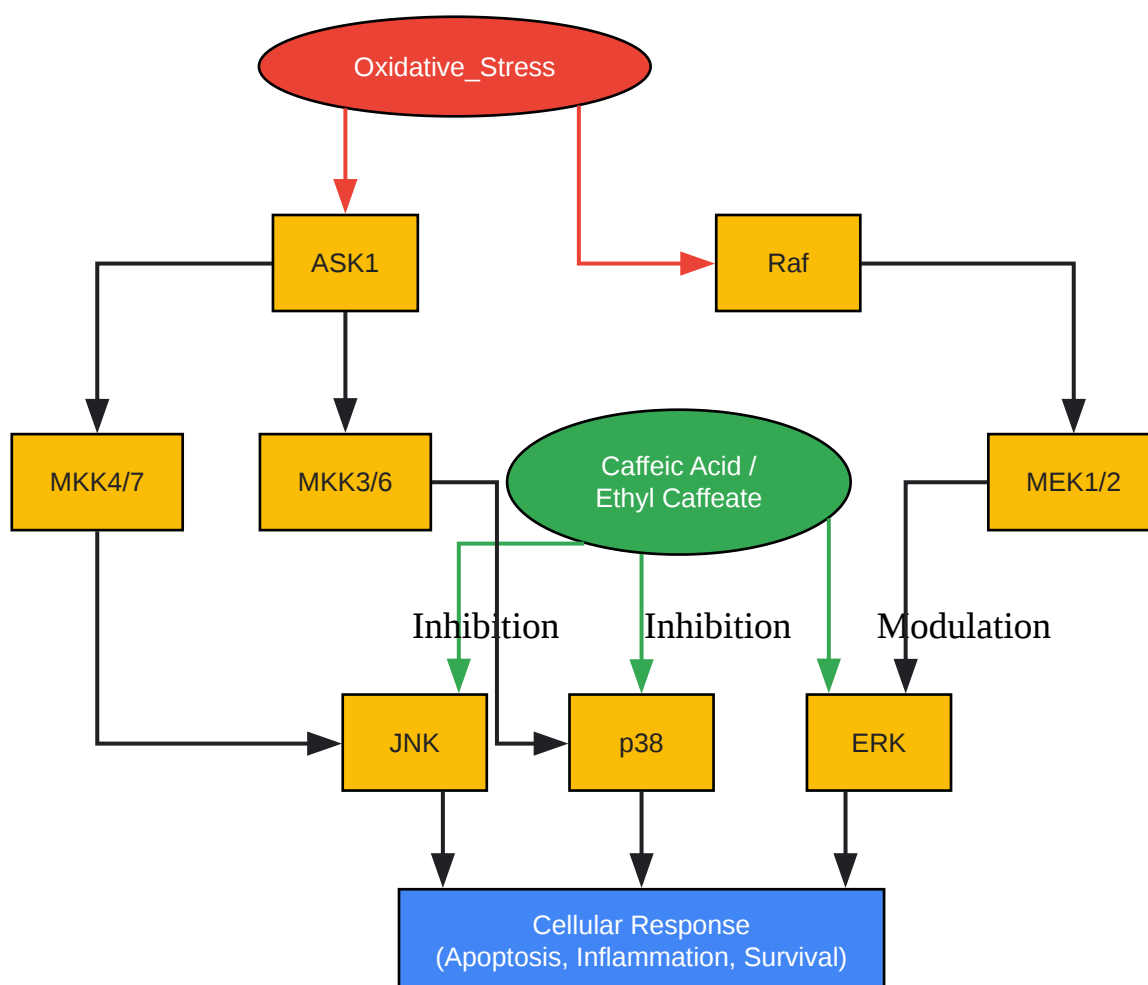 Oxidative_Stress
ASK1
Raf
MKK4/7
MKK3/6
Caffeic Acid /
Ethyl Caffeate
MEK1/2
Inhibition
Inhibition
Modulation
JNK
p38
ERK
Cellular Response
(Apoptosis, Inflammation, Survival)